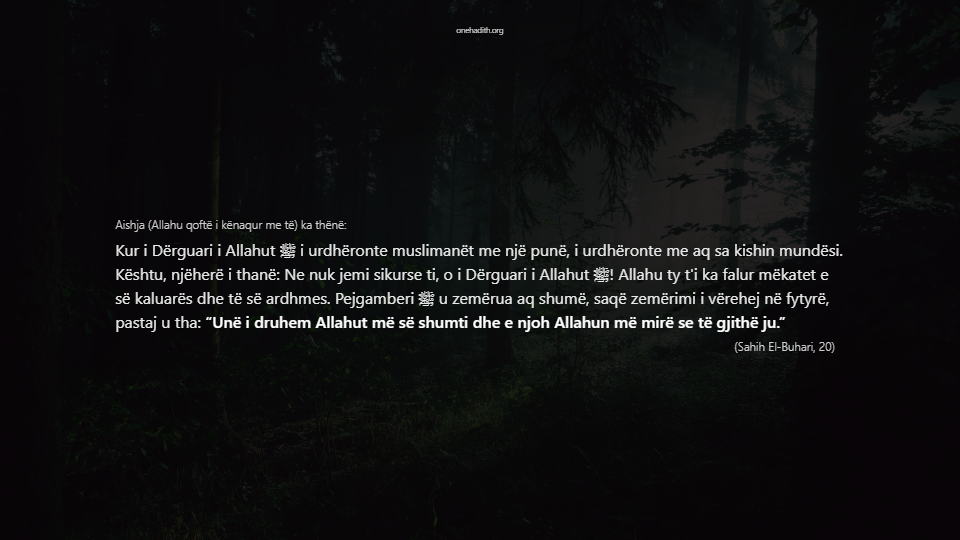 onehadith.org
Aishja (Allahu qoftë i kënaqur me të) ka thënë:
Kur i Dërguari i Allahut ﷺ i urdhëronte muslimanët me një punë, i urdhëronte me aq sa kishin mundësi.
Kështu, njëherë i thanë: Ne nuk jemi sikurse ti, o i Dërguari i Allahut ﷺ! Allahu ty t'i ka falur mëkatet e
së kaluarës dhe të së ardhmes. Pejgamberi ﷺ u zemërua aq shumë, saqë zemërimi i vërehej në fytyrë,
pastaj u tha: “Unë i druhem Allahut më së shumti dhe e njoh Allahun më mirë se të gjithë ju.”
(Sahih El-Buhari, 20)